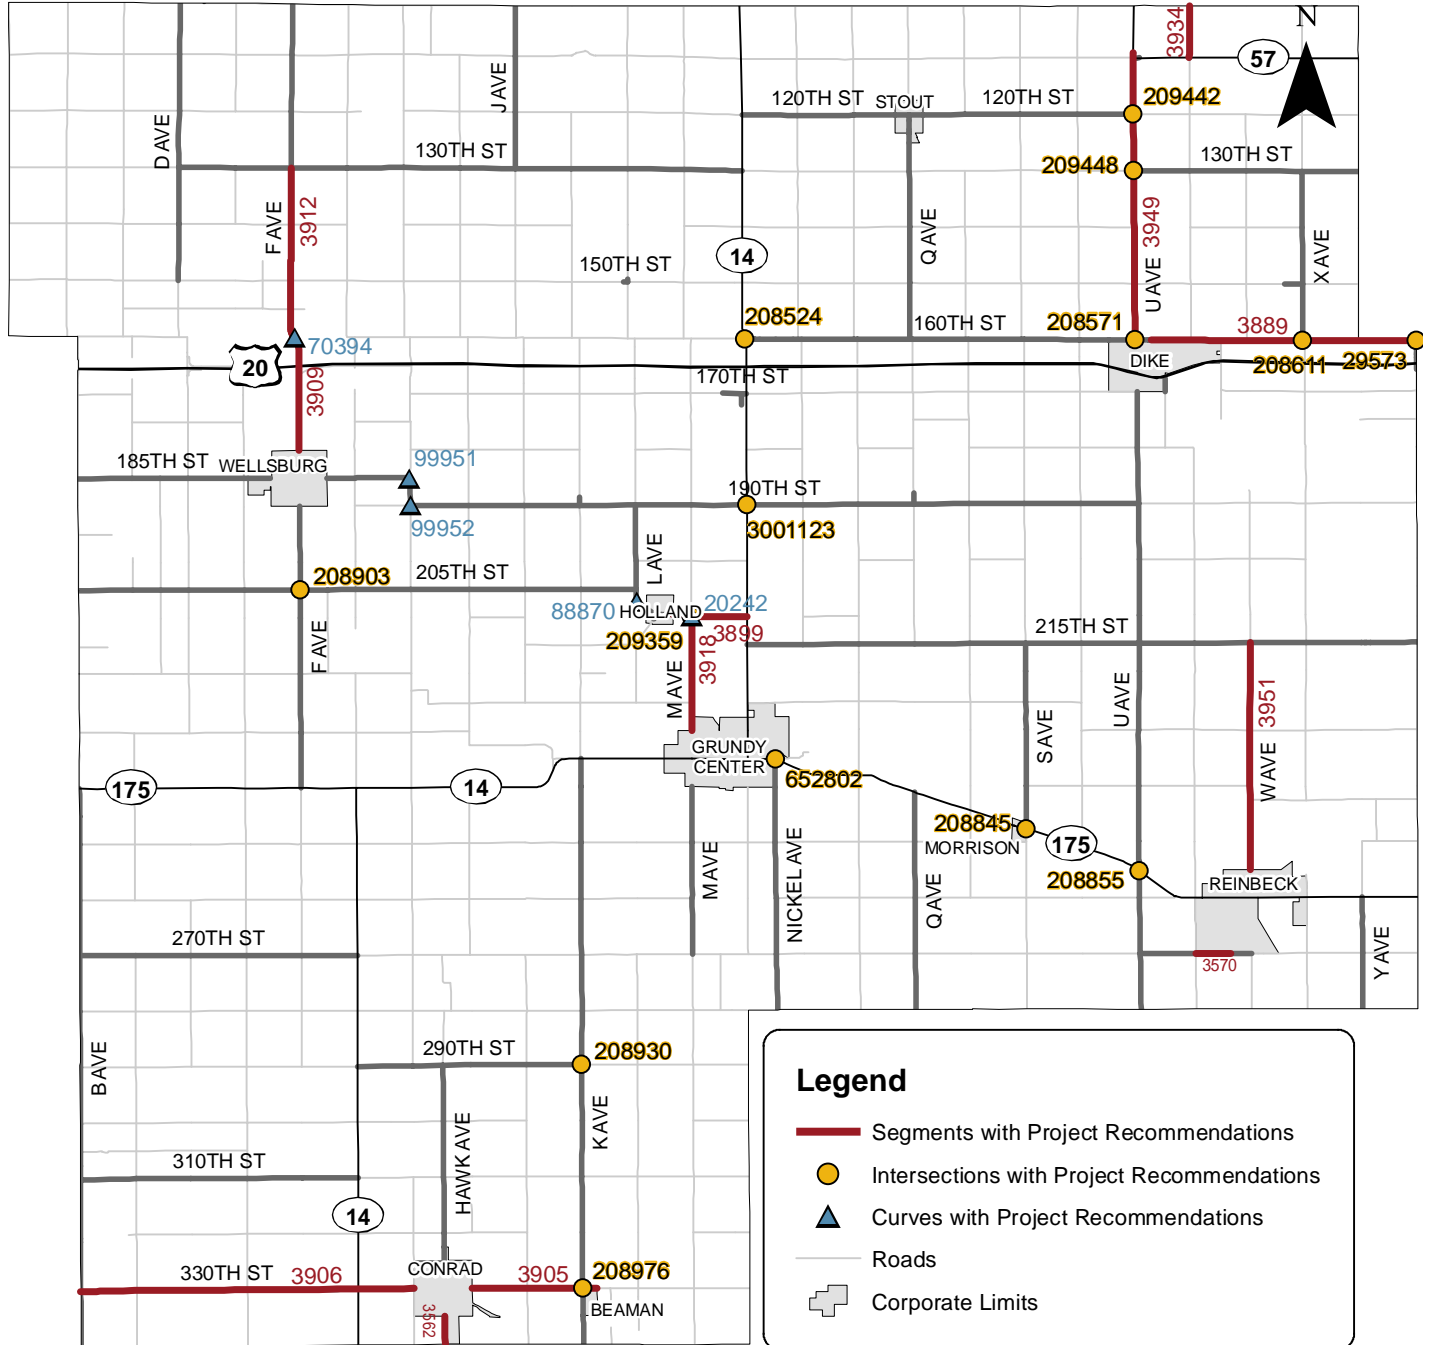 3934
N
57
120TH ST
STOUT
120TH ST
209442
J AVE
D AVE
130TH ST
209448
130TH ST
F AVE
3912
Q AVE
3949
U AVE
X AVE
14
150TH ST
208524
160TH ST
208571
3889
70394
20
DIKE
208611
29573
170TH ST
3909
185TH ST
WELLSBURG
99951
190TH ST
99952
3001123
L AVE
208903
205TH ST
88870
HOLLAND
20242
209359
3899
215TH ST
F AVE
M AVE
3918
U AVE
3951
S AVE
W AVE
GRUNDY
CENTER
175
14
652802
208845
MORRISON
175
208855
REINBECK
M AVE
NICKEL AVE
Q AVE
270TH ST
3570
Y AVE
290TH ST
208930
B AVE
HAWK AVE
K AVE
310TH ST
14
330TH ST
3906
CONRAD
3905
208976
BEAMAN
3562
Legend
Segments with Project Recommendations
Intersections with Project Recommendations
Curves with Project Recommendations
Roads
Corporate Limits